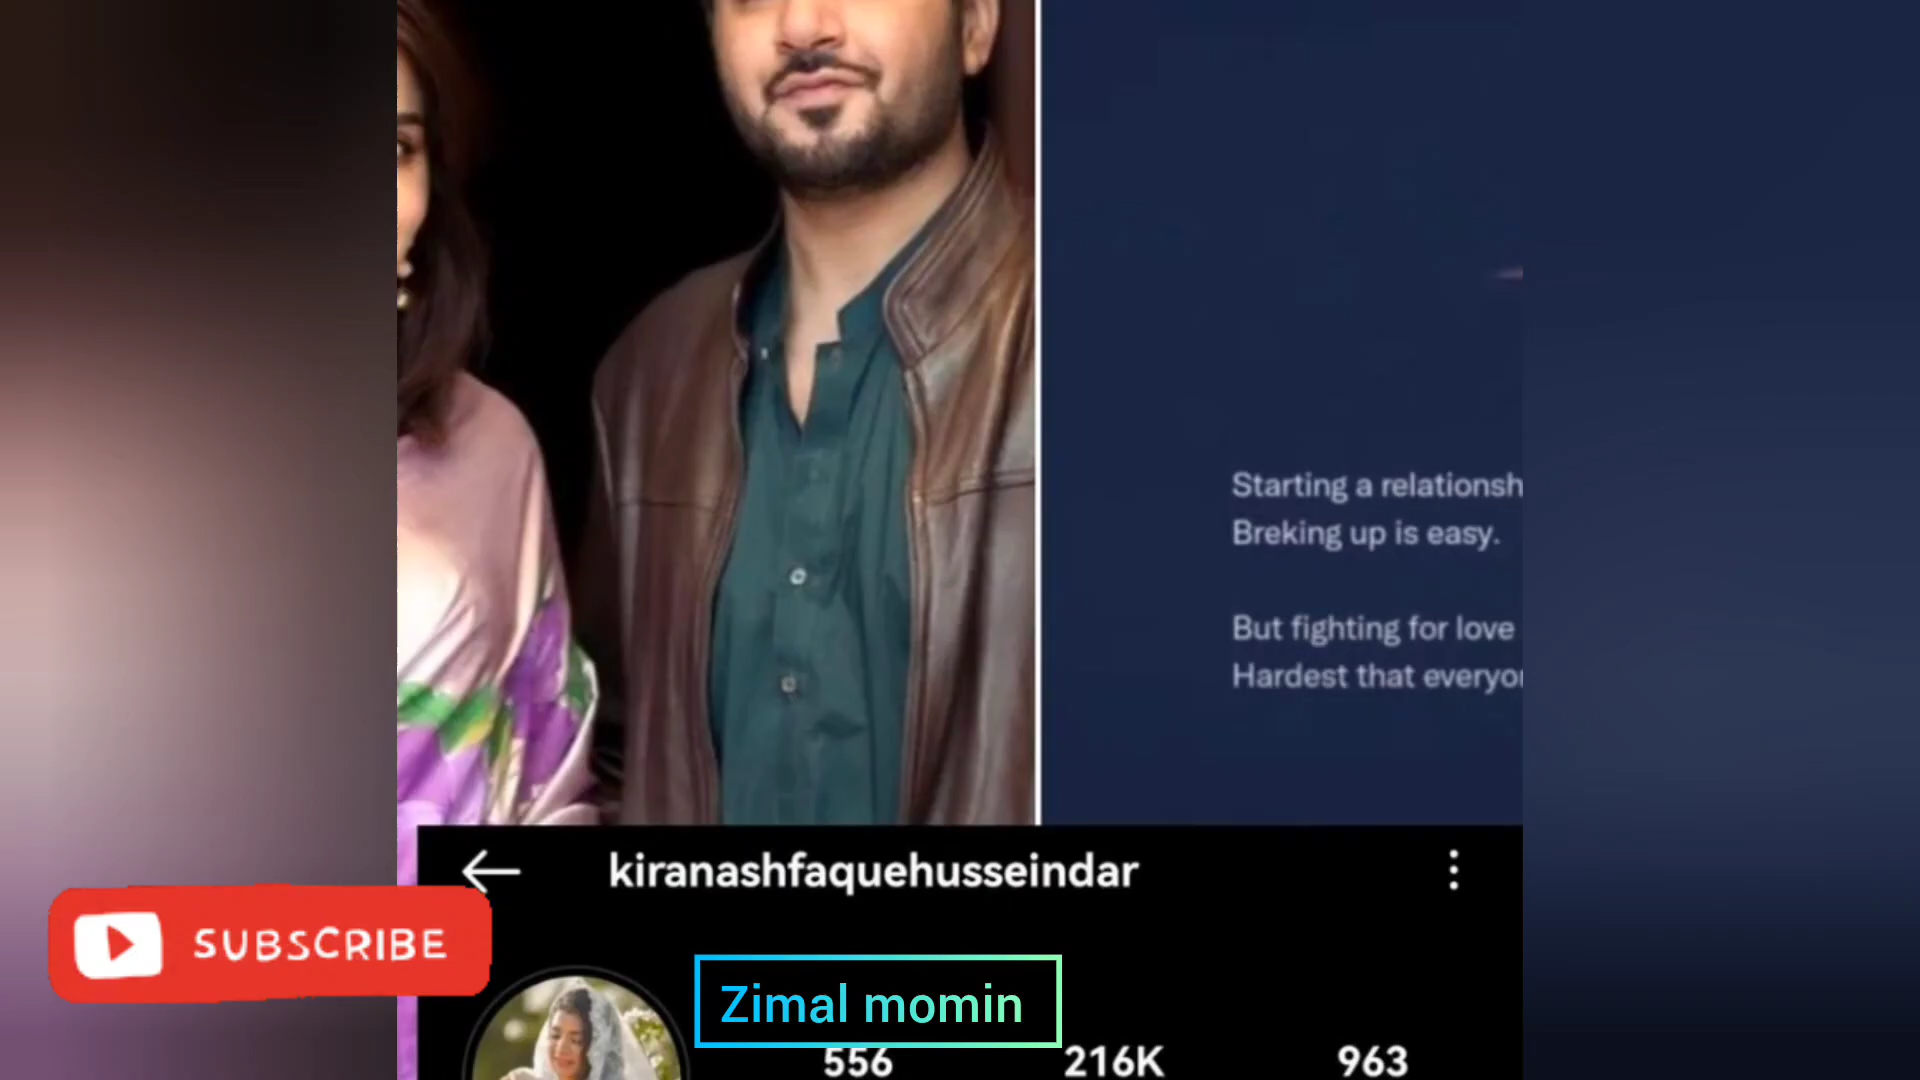 Starting a relationsh
Breking up is easy.
But fighting for love
Hardest that everyo
kiranashfaquehusseindar
SUBSCRIBE
Zimal momin
556 216K 963